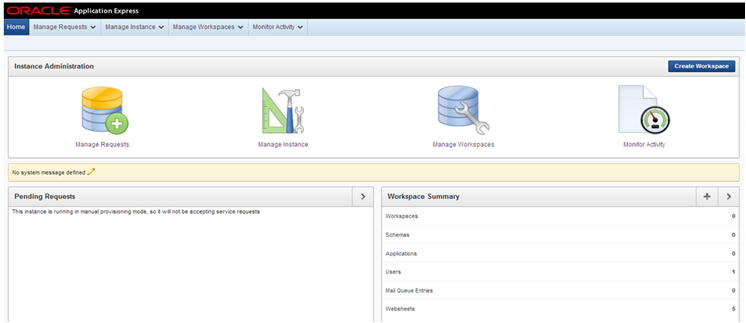 ORACLE Application Express
Home Manage Requests Manage Instance Manage Workspaces Monitor Activity
Instance Administration Create Workspace
Manage Requests Manage Instance Manage Workspaces Monitor Activity
No system message defined
Pending Requests Workspace Summary
This instance is running in manual provisioning mode, so it will not be accepting service requests
Workspaces 0
Schemas 0
Applications 0
Users 1
Mail Queue Entries 0
Websheets 5